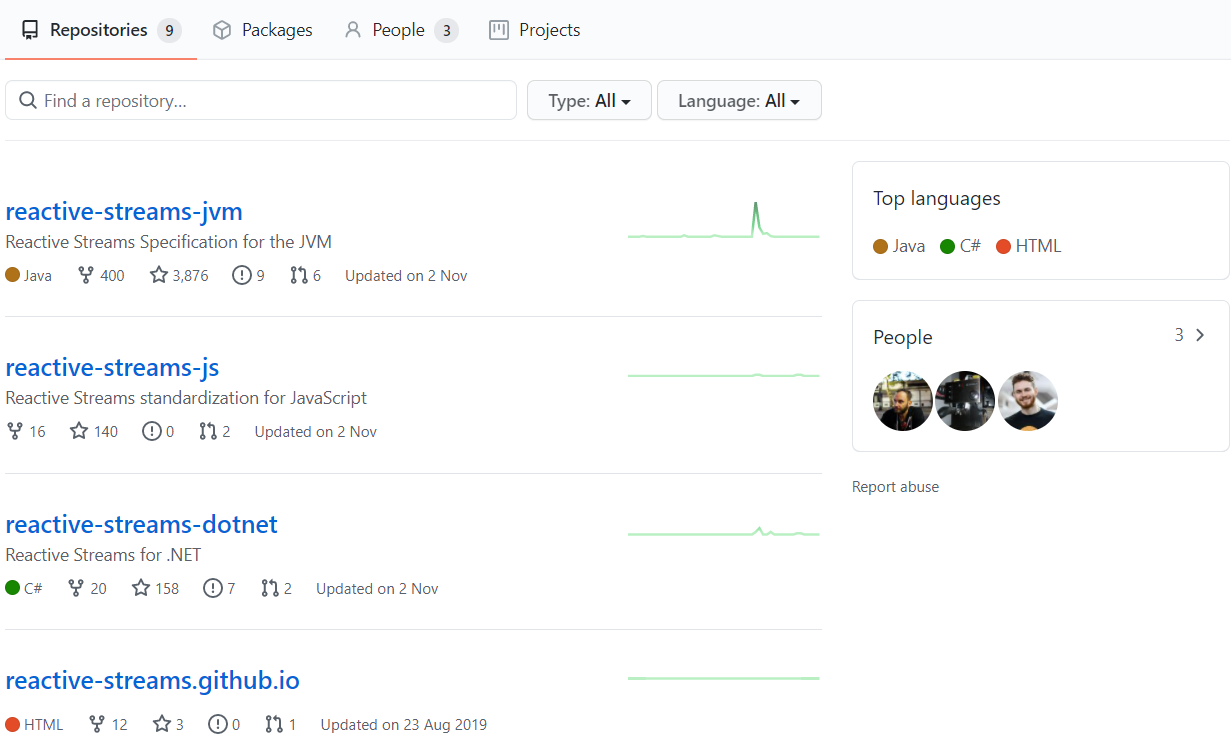 Repositories 9 Packages People 3 Projects
Find a repository... Type: All Language: All
reactive-streams-jvm
Reactive Streams Specification for the JVM
Java 400 3,876 9 6 Updated on 2 Nov
reactive-streams-js
Reactive Streams standardization for JavaScript
16 140 0 2 Updated on 2 Nov
reactive-streams-dotnet
Reactive Streams for .NET
C# 20 158 7 2 Updated on 2 Nov
reactive-streams.github.io
HTML 12 3 0 1 Updated on 23 Aug 2019
Top languages
Java C# HTML
People 3
Report abuse